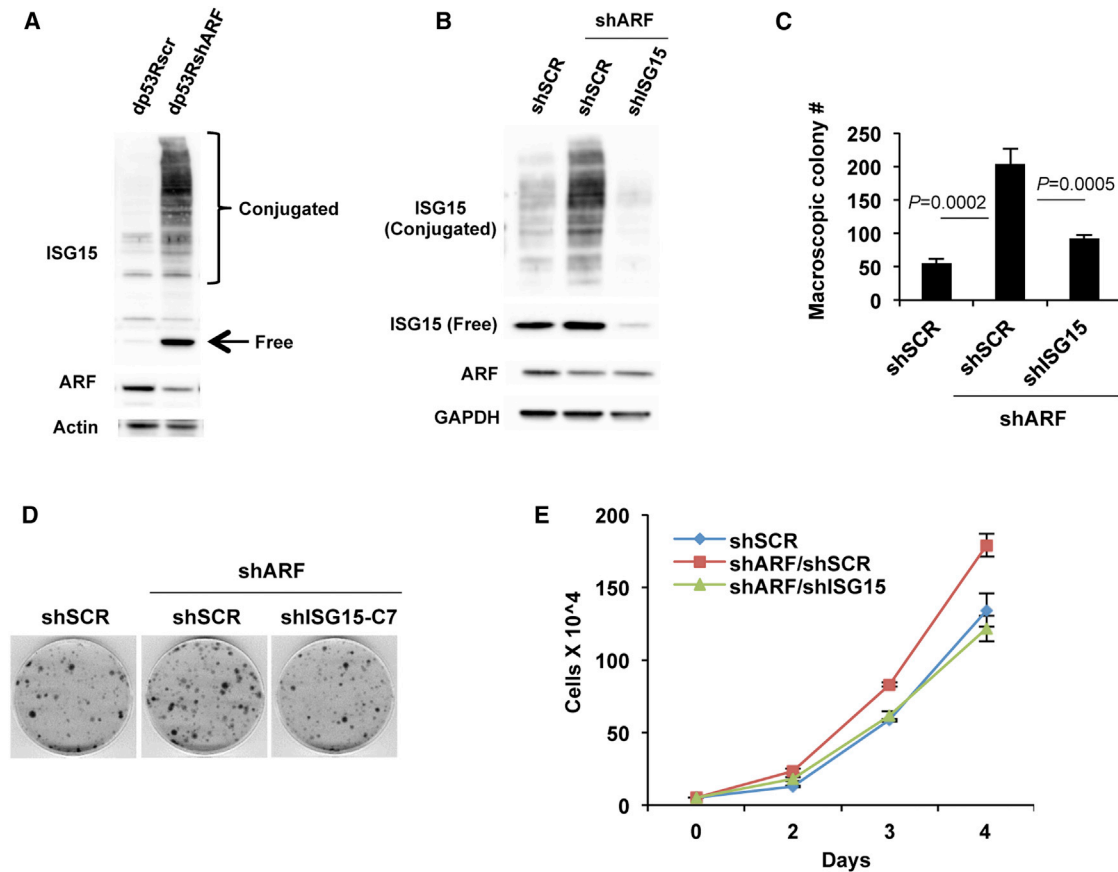 A
dp53Rscr
dp53RshARF
ISG15
Conjugated
Free
ARF
Actin
B
shARF
shSCR
shSCR
shISG15
ISG15
(Conjugated)
ISG15 (Free)
ARF
GAPDH
C
Macroscopic colony #
250
200
150
100
50
0
P=0.0002
P=0.0005
shSCR
shSCR
shISG15
shARF
D
shARF
shSCR
shSCR
shISG15-C7
E
Cells X 10^4
200
150
100
50
0
shSCR
shARF/shSCR
shARF/shISG15
0
2
3
4
Days